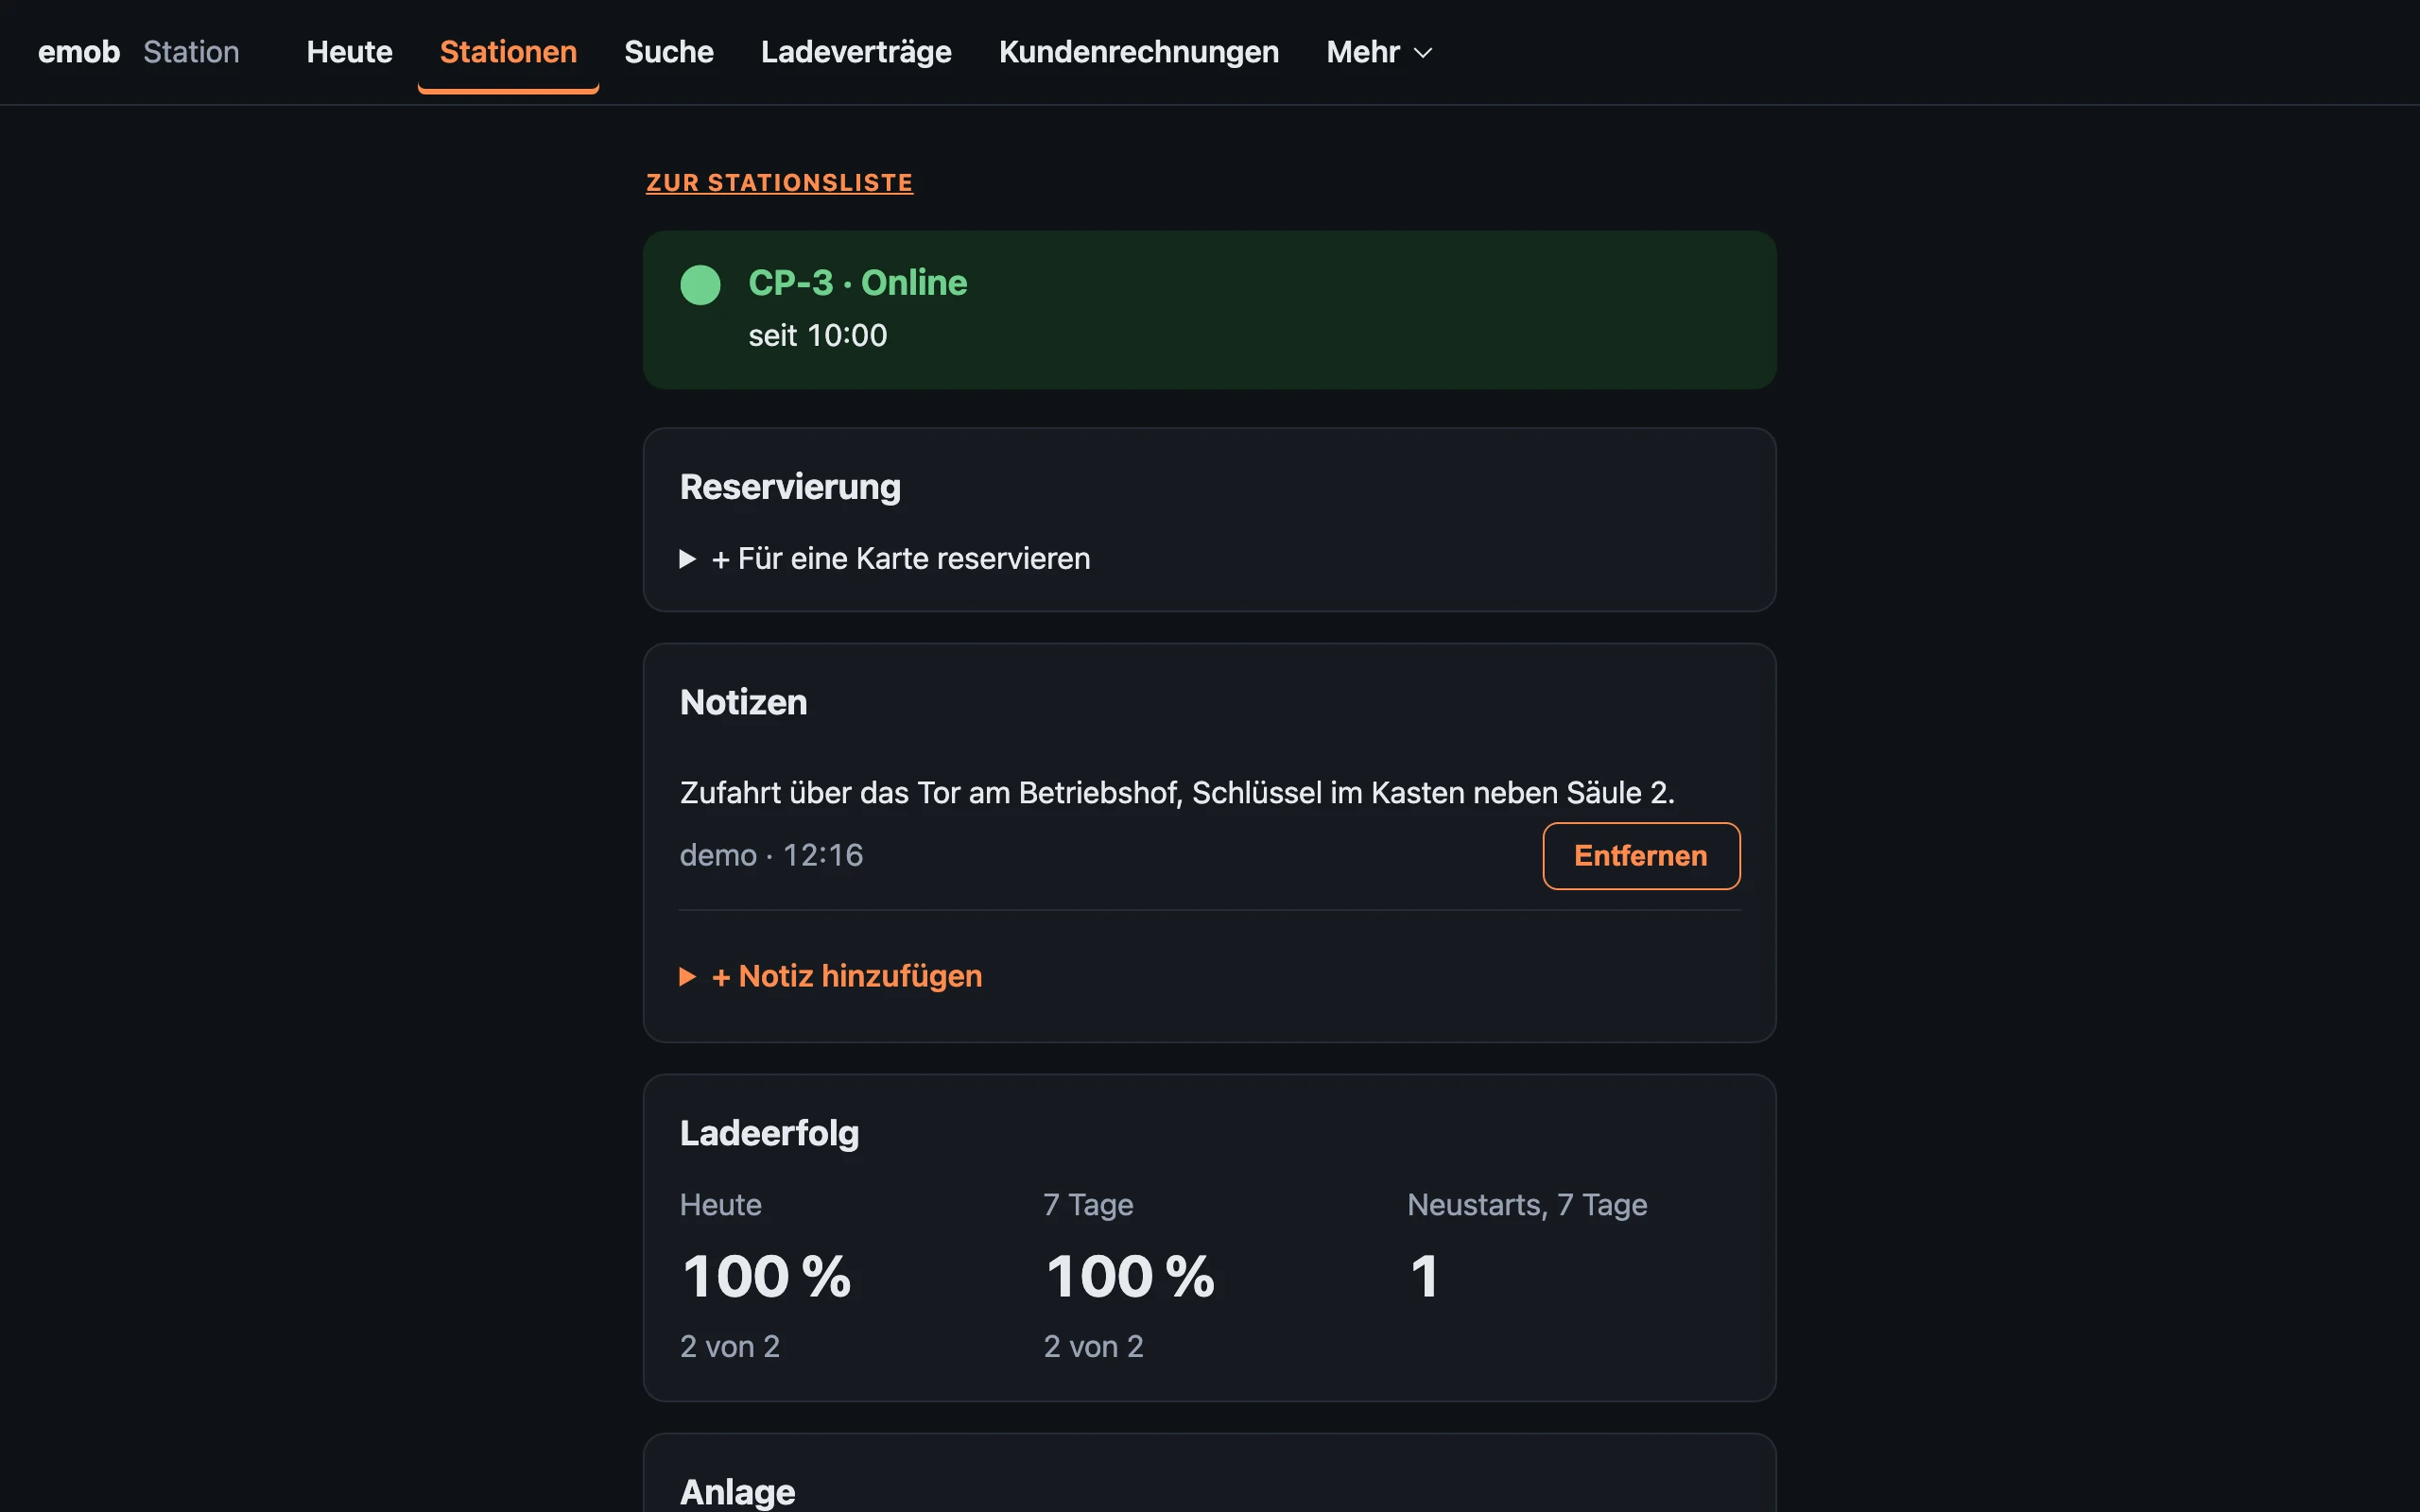 emob Station Heute Stationen Suche Ladeverträge Kundenrechnungen Mehr
ZUR STATIONSLISTE
CP-3 · Online
seit 10:00
Reservierung
+ Für eine Karte reservieren
Notizen
Zufahrt über das Tor am Betriebshof, Schlüssel im Kasten neben Säule 2.
demo · 12:16 Entfernen
+ Notiz hinzufügen
Ladeerfolg
Heute 7 Tage Neustarts, 7 Tage
100 % 100 % 1
2 von 2 2 von 2
Anlage